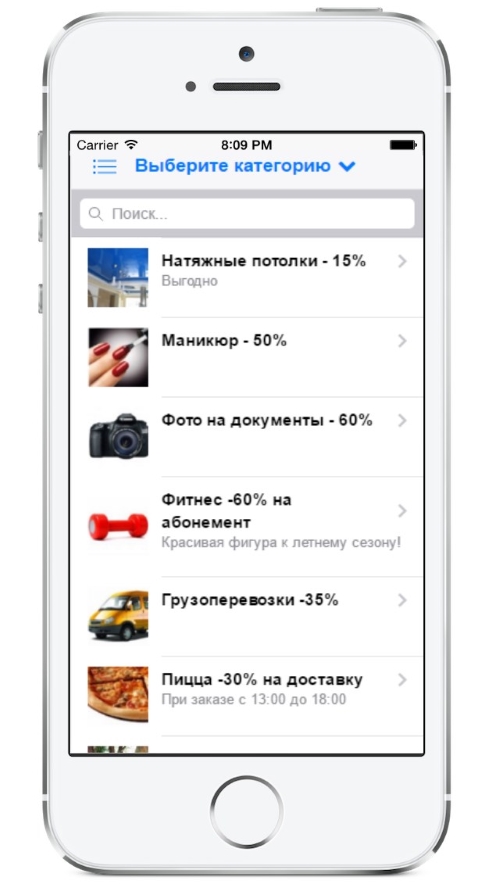 Carrier 8:09 PM
Выберите категорию
Поиск...
Натяжные потолки - 15%
Выгодно
Маникюр - 50%
Фото на документы - 60%
Фитнес -60% на
абонемент
Красивая фигура к летнему сезону!
Грузоперевозки -35%
Пицца -30% на доставку
При заказе с 13:00 до 18:00